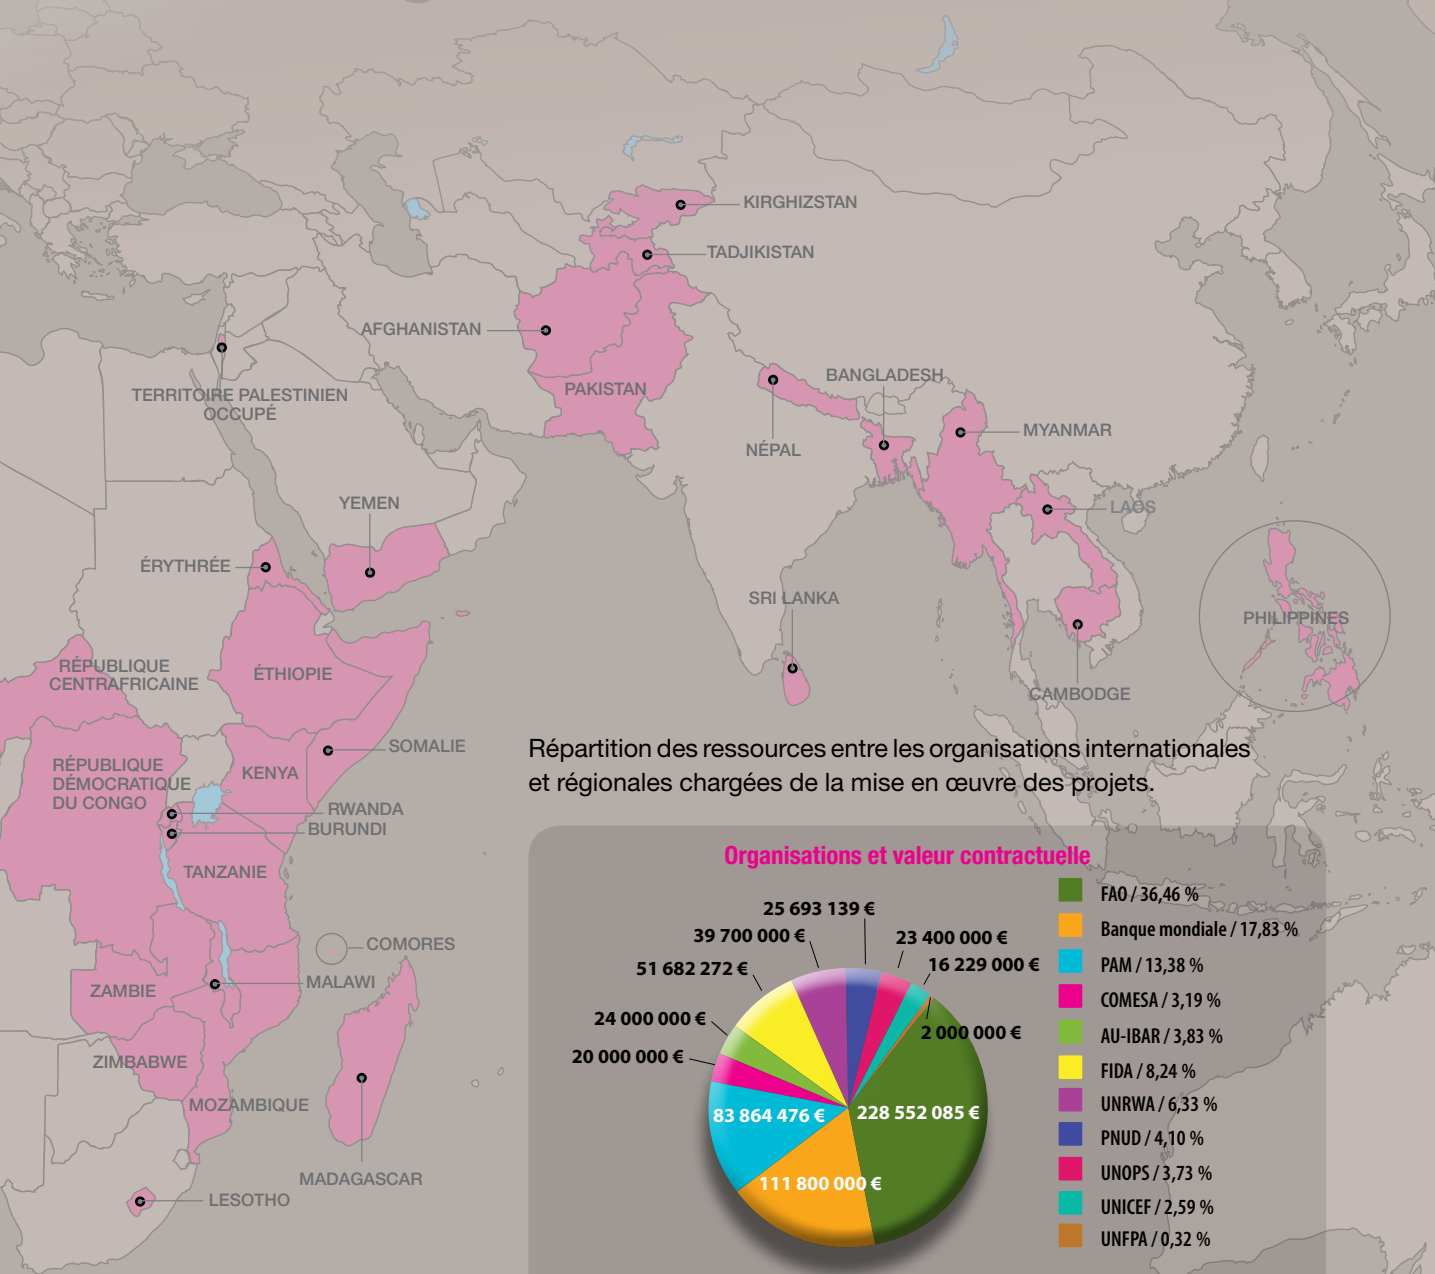 KIRGHIZSTAN
TADJIKISTAN
AFGHANISTAN
TERRITOIRE PALESTINIEN
OCCUPÉ
PAKISTAN
BANGLADESH
NÉPAL
MYANMAR
LAOS
YEMEN
ÉRYTHRÉE
SRI LANKA
PHILIPPINES
CAMBODGE
RÉPUBLIQUE
CENTRAFRICAINE
ÉTHIOPIE
SOMALIE
KENYA
RÉPUBLIQUE
DÉMOCRATIQUE
DU CONGO
RWANDA
BURUNDI
TANZANIE
COMORES
MALAWI
ZAMBIE
ZIMBABWE
MOZAMBIQUE
MADAGASCAR
LESOTHO
Répartition des ressources entre les organisations internationales
et régionales chargées de la mise en œuvre des projets.
Organisations et valeur contractuelle
25 693 139 €
39 700 000 €
23 400 000 €
51 682 272 €
16 229 000 €
24 000 000 €
2 000 000 €
20 000 000 €
83 864 476 €
228 552 085 €
111 800 000 €
FAO / 36,46 %
Banque mondiale / 17,83 %
PAM / 13,38 %
COMESA / 3,19 %
AU-IBAR / 3,83 %
FIDA / 8,24 %
UNRWA / 6,33 %
PNUD / 4,10 %
UNOPS / 3,73 %
UNICEF / 2,59 %
UNFPA / 0,32 %